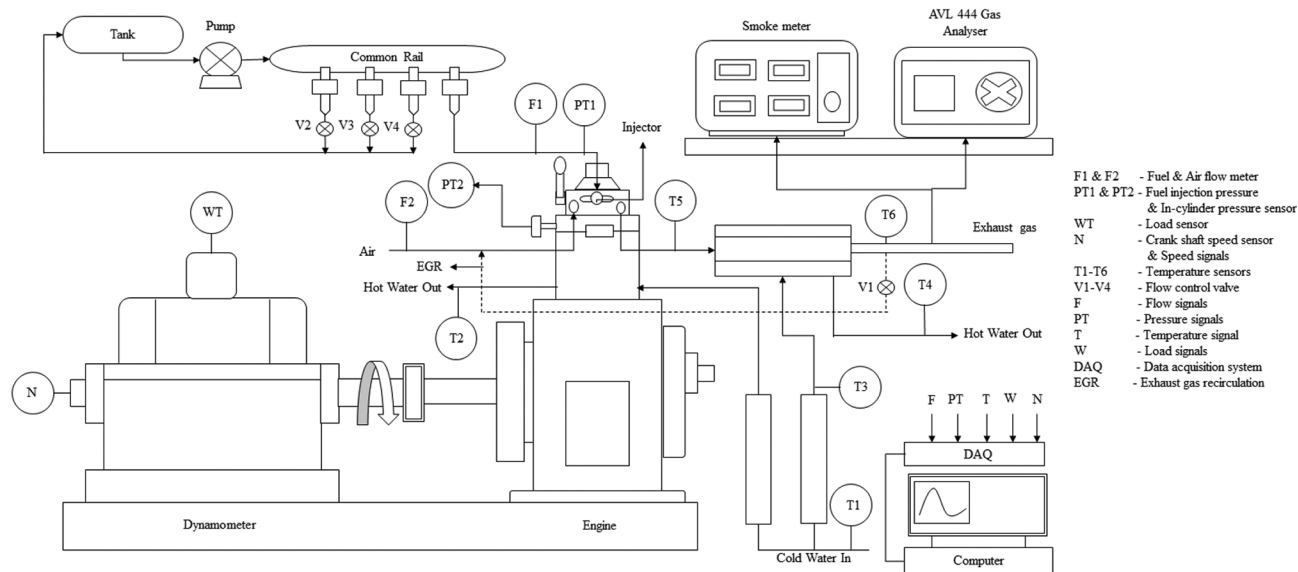 Tank
Pump
Common Rail
V2
V3
V4
F1
PT1
Injector
Smoke meter
AVL 444 Gas
Analyser
PT2
WT
F2
T5
T6
Air
Exhaust gas
EGR
Hot Water Out
V1
T4
T2
Hot Water Out
N
T3
T1
Dynamometer
Engine
Cold Water In
F PT T W N
DAQ
Computer
F1 & F2 - Fuel & Air flow meter
PT1 & PT2 - Fuel injection pressure
& In-cylinder pressure sensor
WT - Load sensor
N - Crank shaft speed sensor
& Speed signals
T1-T6 - Temperature sensors
V1-V4 - Flow control valve
F - Flow signals
PT - Pressure signals
T - Temperature signal
W - Load signals
DAQ - Data acquisition system
EGR - Exhaust gas recirculation